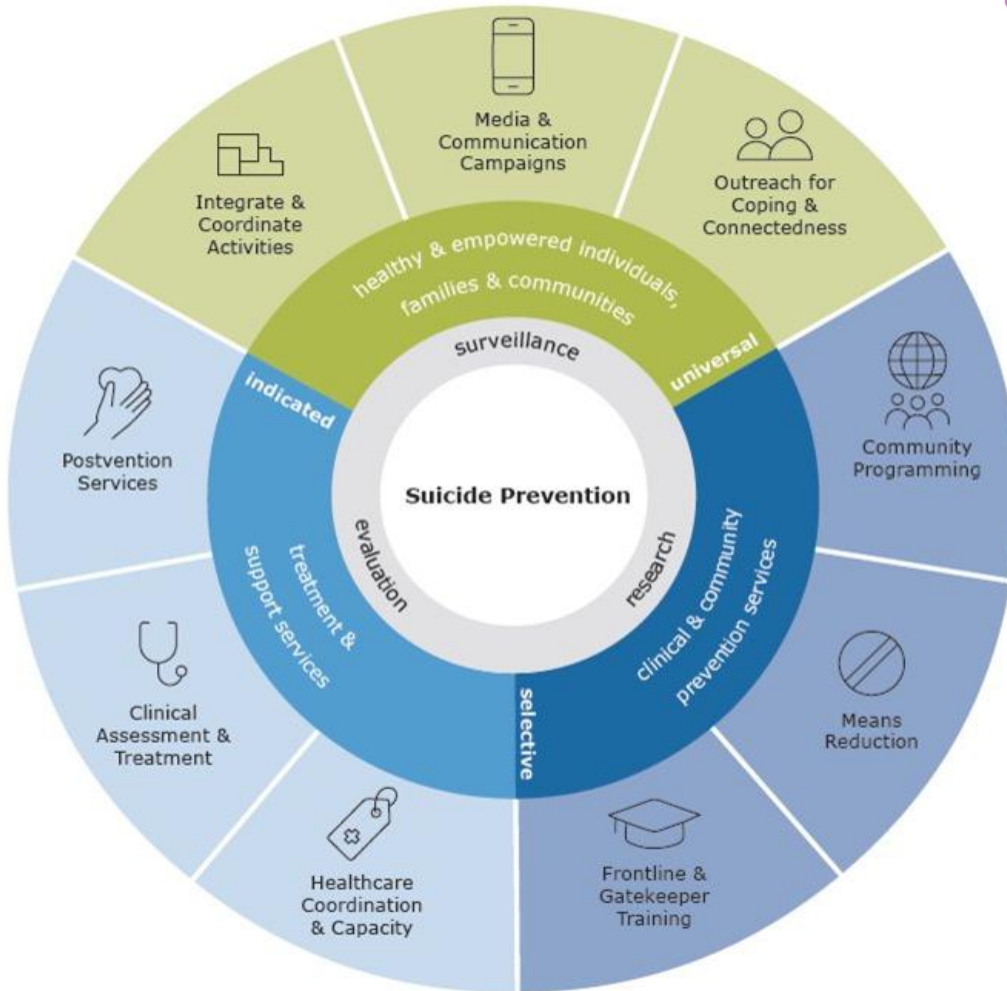 Media &
Communication
Campaigns
Outreach for
Coping &
Connectedness
Integrate &
Coordinate
Activities
healthy & empowered individuals,
families & communities
universal
surveillance
indicated
Community
Programming
Postvention
Services
Suicide Prevention
evaluation
research
treatment &
support services
clinical & community
prevention services
selective
Means
Reduction
Clinical
Assessment &
Treatment
Frontline &
Gatekeeper
Training
Healthcare
Coordination
& Capacity